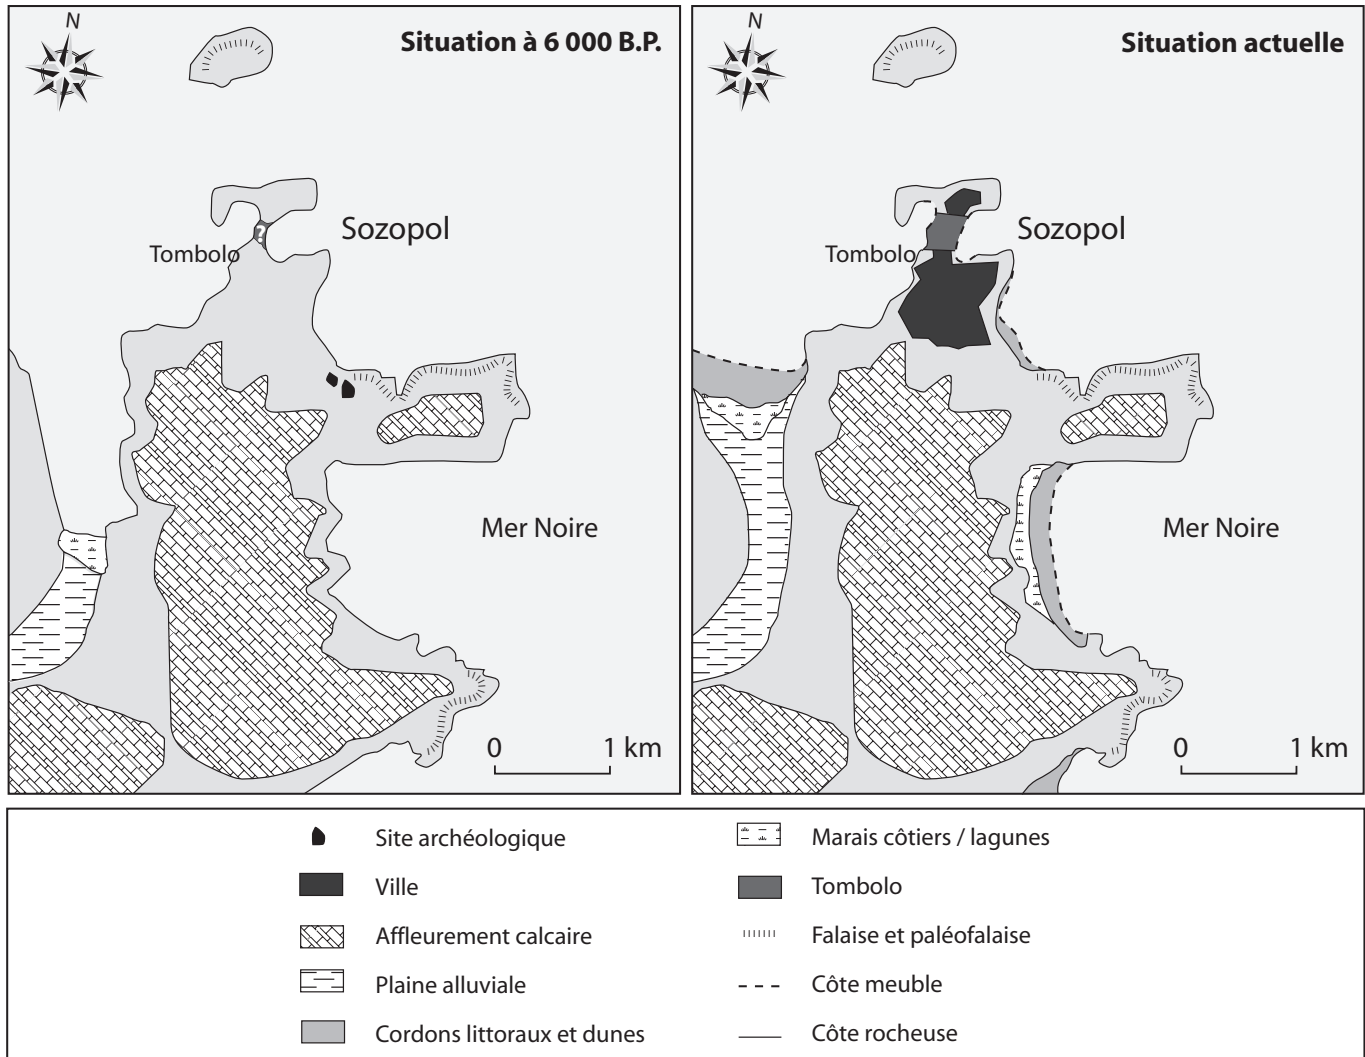 N
Situation à 6 000 B.P.
Sozopol
?
Tombolo
Mer Noire
0 1 km
N
Situation actuelle
Sozopol
Tombolo
Mer Noire
0 1 km
Site archéologique
Ville
Affleurement calcaire
Plaine alluviale
Cordons littoraux et dunes
Marais côtiers / lagunes
Tombolo
Falaise et paléofalaise
Côte meuble
Côte rocheuse